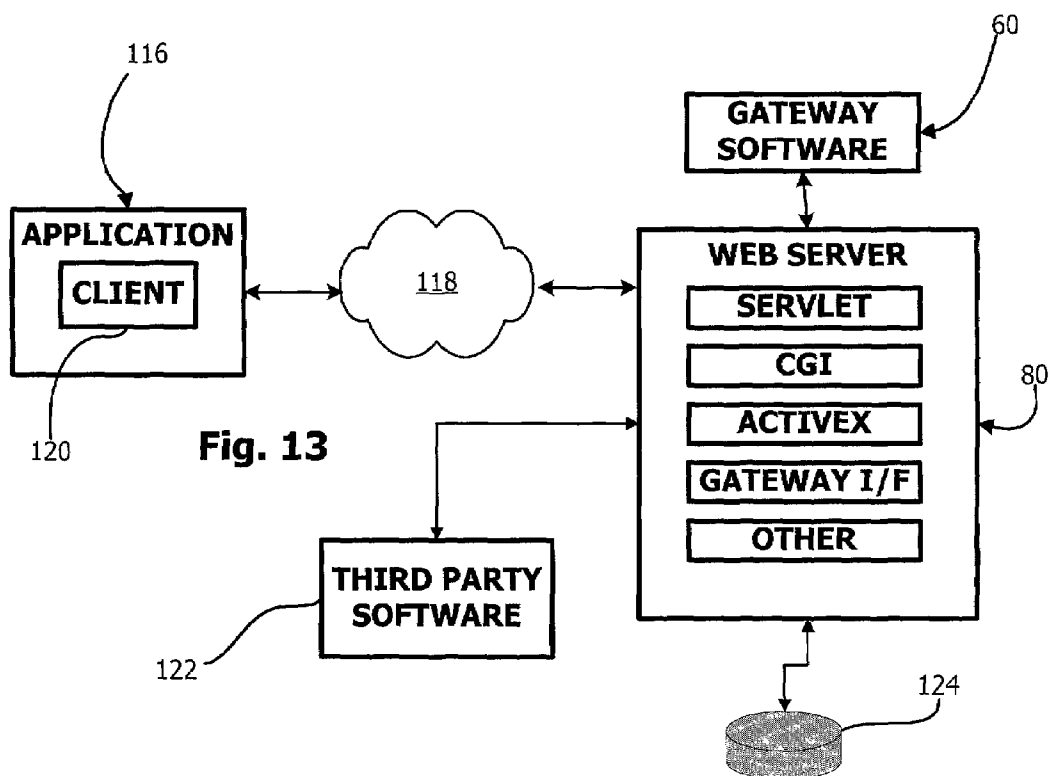 116
60
GATEWAY
SOFTWARE
APPLICATION
CLIENT
118
WEB SERVER
SERVLET
CGI
ACTIVEX
GATEWAY I/F
OTHER
80
120
Fig. 13
THIRD PARTY
SOFTWARE
122
124